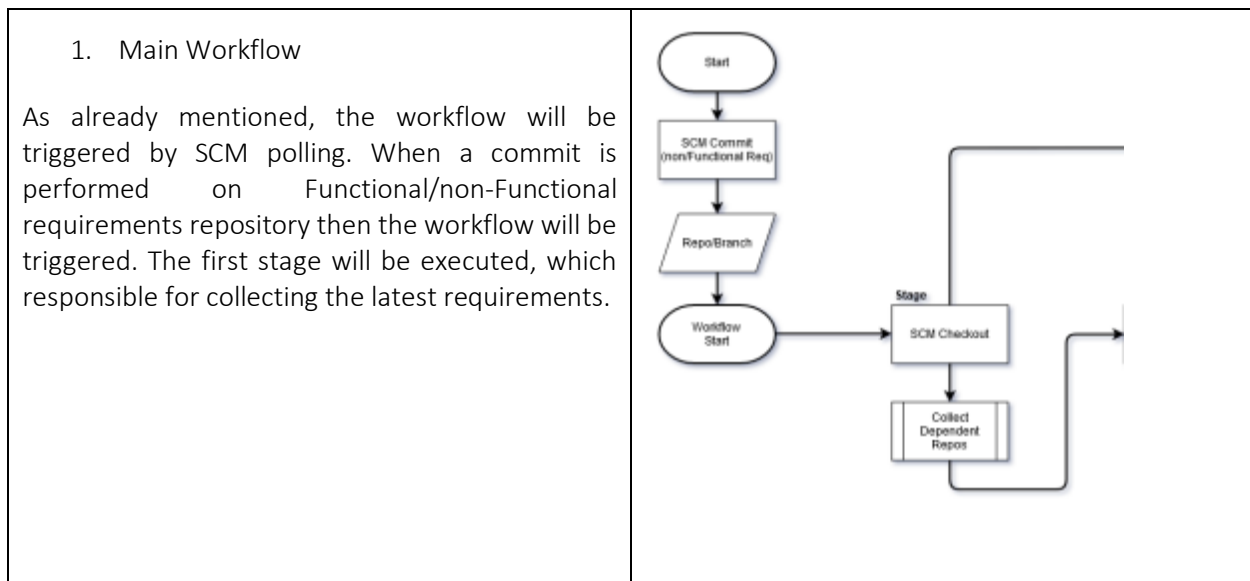 1. Main Workflow
As already mentioned, the workflow will be
triggered by SCM polling. When a commit is
performed on Functional/non-Functional
requirements repository then the workflow will be
triggered. The first stage will be executed, which
responsible for collecting the latest requirements.
Start
SCM Commit
(non/Functional Req)
Repo/Branch
Workflow
Start
Stage
SCM Checkout
Collect
Dependent
Repos